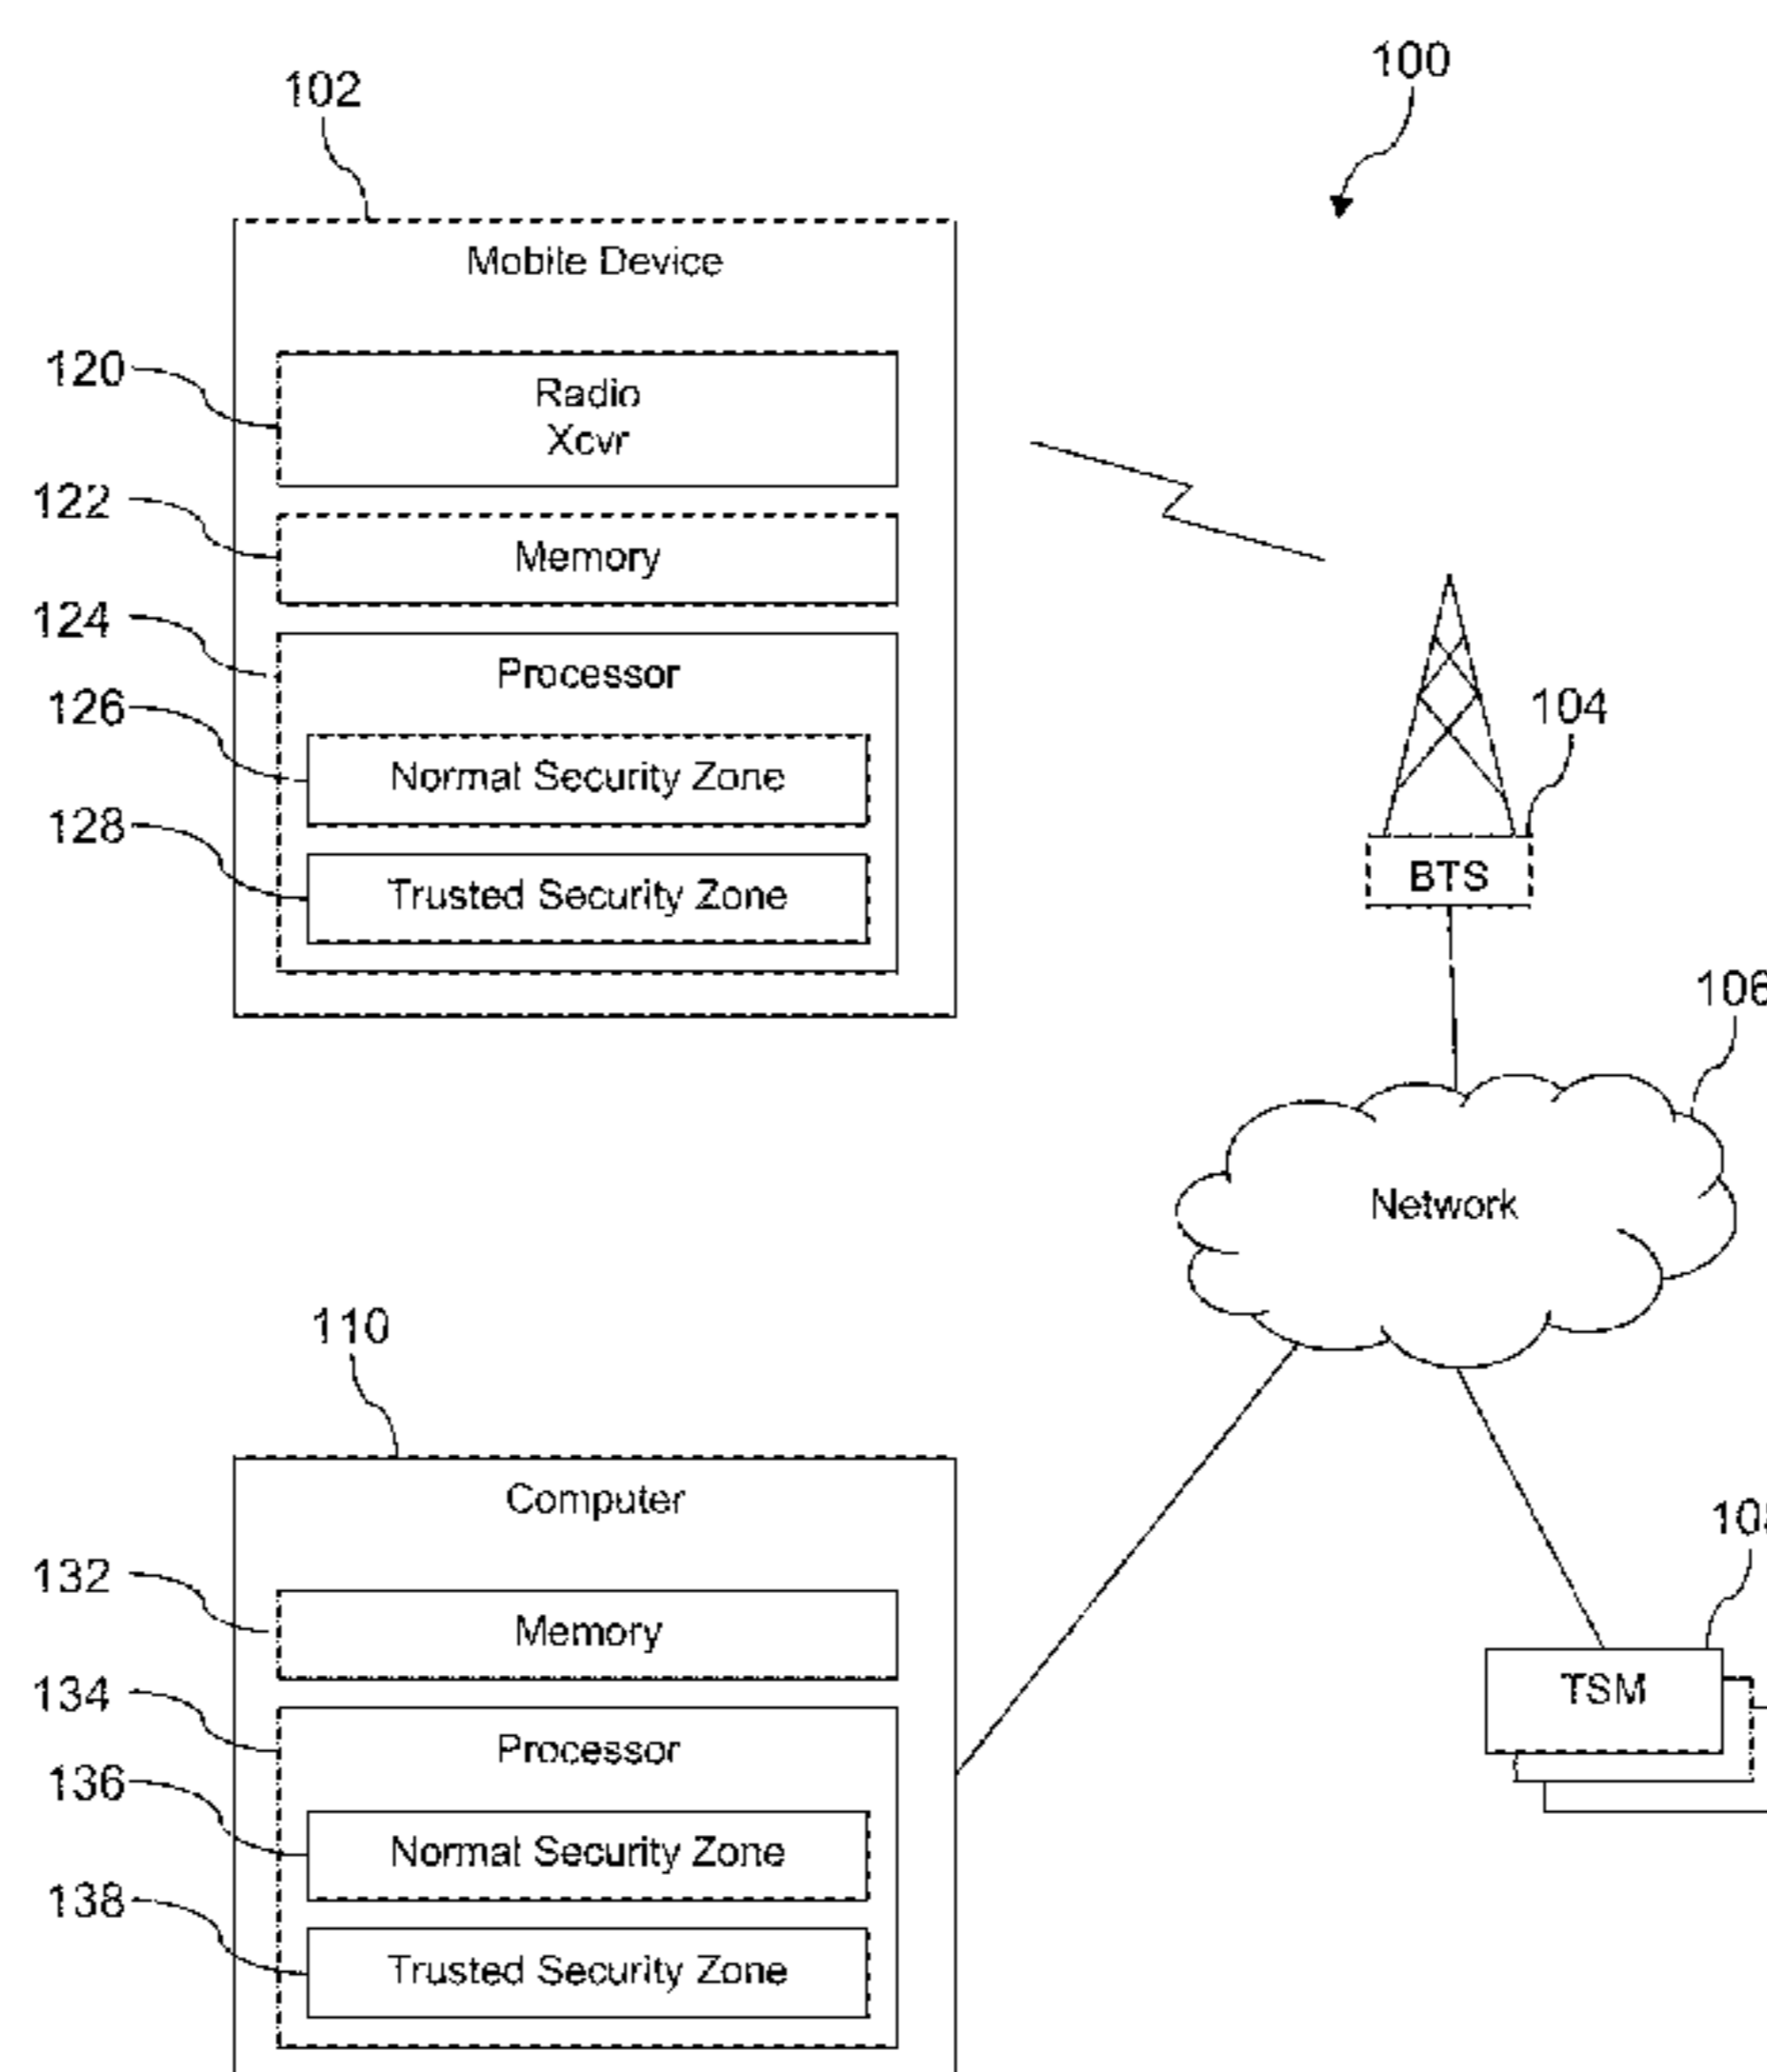 100
102
Mobile Device
120
Radio
Xcvr
122
Memory
124
Processor
126
Normal Security Zone
128
Trusted Security Zone
104
BTS
106
Network
110
Computer
132
Memory
134
Processor
136
Normal Security Zone
138
Trusted Security Zone
TSM